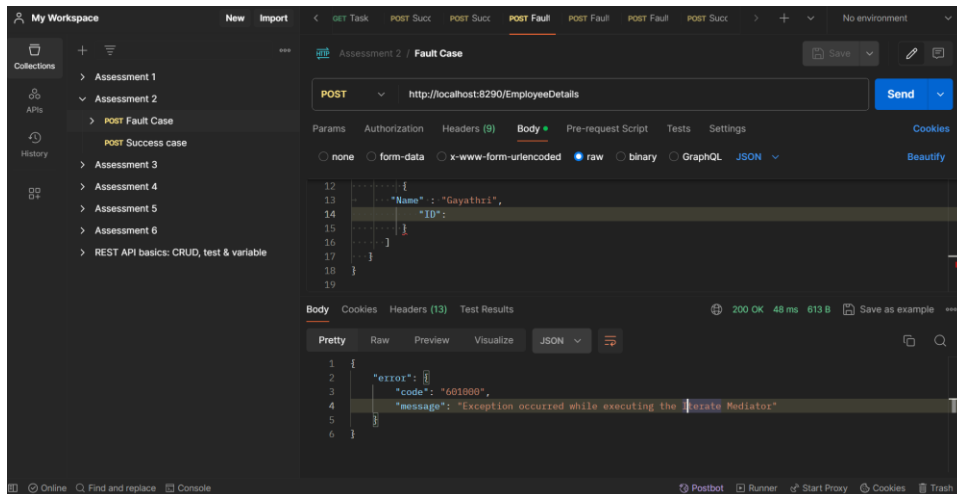 My Workspace New Import
GET Task POST Succ POST Succ POST Fault POST Fault POST Fault POST Succ No environment
Collections
APIs
History
Assessment 1
Assessment 2
POST Fault Case
POST Success case
Assessment 3
Assessment 4
Assessment 5
Assessment 6
REST API basics: CRUD, test & variable
HTTP Assessment 2 / Fault Case Save
POST http://localhost:8290/EmployeeDetails Send
Params Authorization Headers (9) Body Pre-request Script Tests Settings Cookies
none form-data x-www-form-urlencoded raw binary GraphQL JSON Beautify
12 {
13 "Name" : "Gayathri",
14 "ID":
15 }
16 ]
17 }
18 }
19
Body Cookies Headers (13) Test Results 200 OK 48 ms 613 B Save as example
Pretty Raw Preview Visualize JSON
1 {
2 "error": {
3 "code": "601000",
4 "message": "Exception occurred while executing the Iterate Mediator"
5 }
6 }
Online Find and replace Console Postbot Runner Start Proxy Cookies Trash